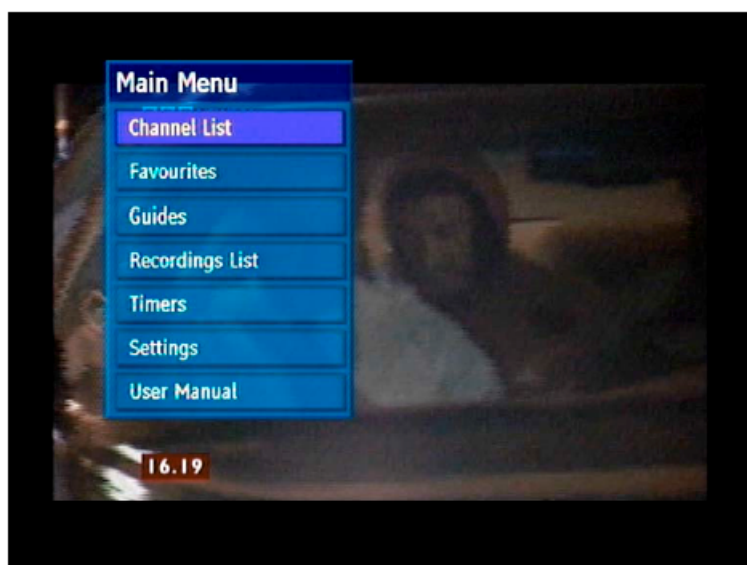 Main Menu
Channel List
Favourites
Guides
Recordings List
Timers
Settings
User Manual
16.19